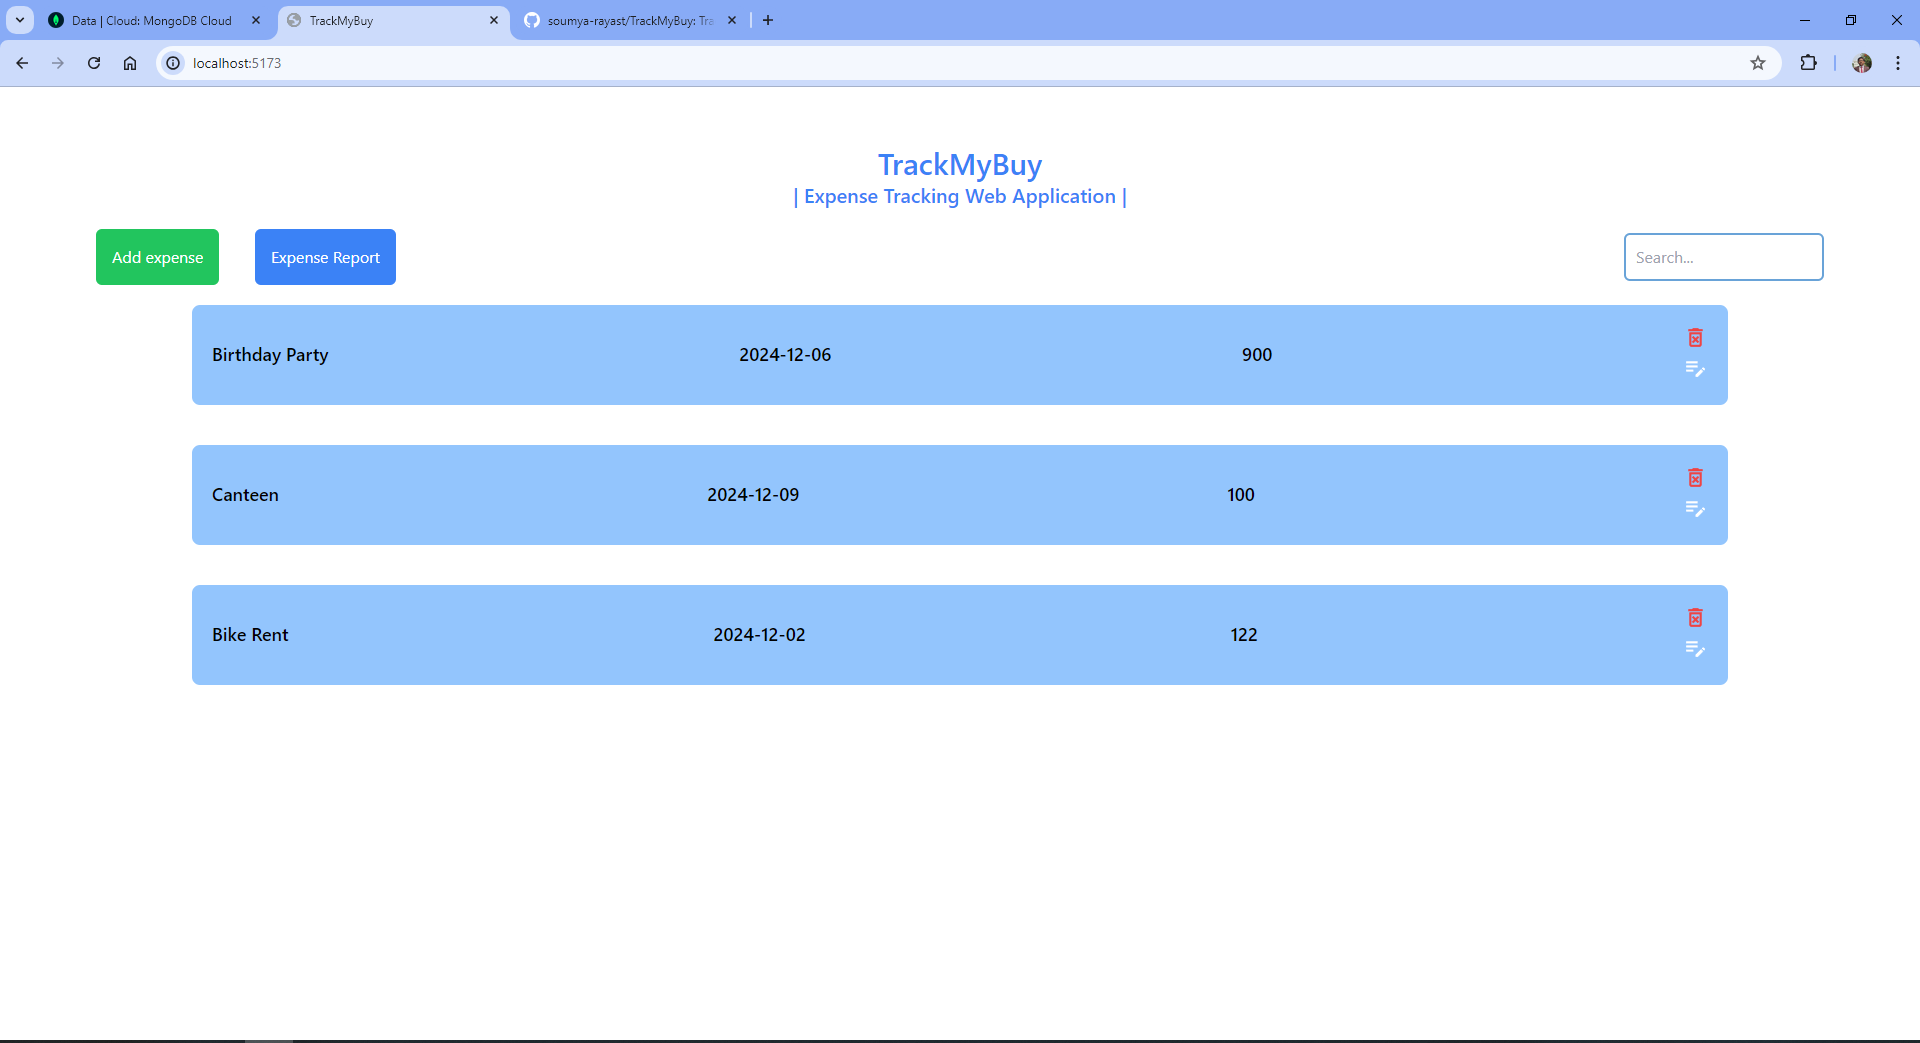 Data | Cloud: MongoDB Cloud
TrackMyBuy
soumya-rayast/TrackMyBuy: Tra
localhost:5173
TrackMyBuy
| Expense Tracking Web Application |
Add expense
Expense Report
Search...
Birthday Party 2024-12-06 900
Canteen 2024-12-09 100
Bike Rent 2024-12-02 122